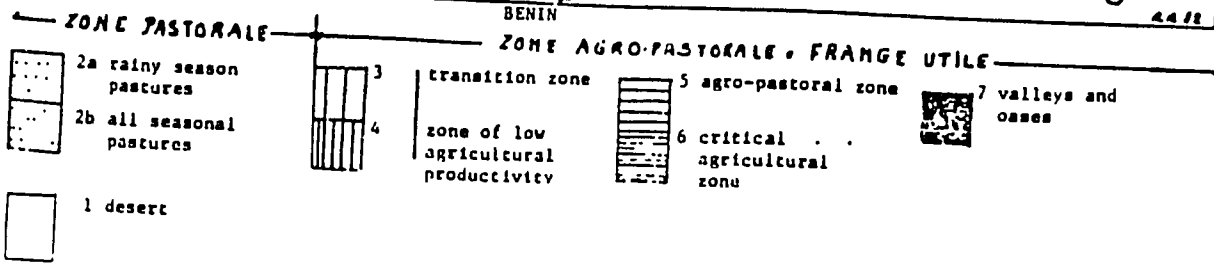 BENIN
ZONE PASTORALE
ZONE AGRO-PASTORALE . FRANGE UTILE
2a rainy season
pastures
2b all seasonal
pastures
1 desert
3 transition zone
4 zone of low
agricultural
productivity
5 agro-pastoral zone
6 critical . .
agricultural
zone
7 valleys and
oases